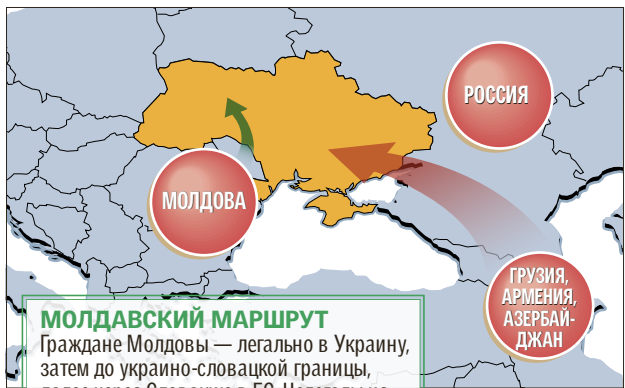 РОССИЯ
МОЛДОВА
ГРУЗИЯ,
АРМЕНИЯ,
АЗЕРБАЙ-
ДЖАН
МОЛДАВСКИЙ МАРШРУТ
Граждане Молдовы — легально в Украину,
затем до украино-словацкой границы,